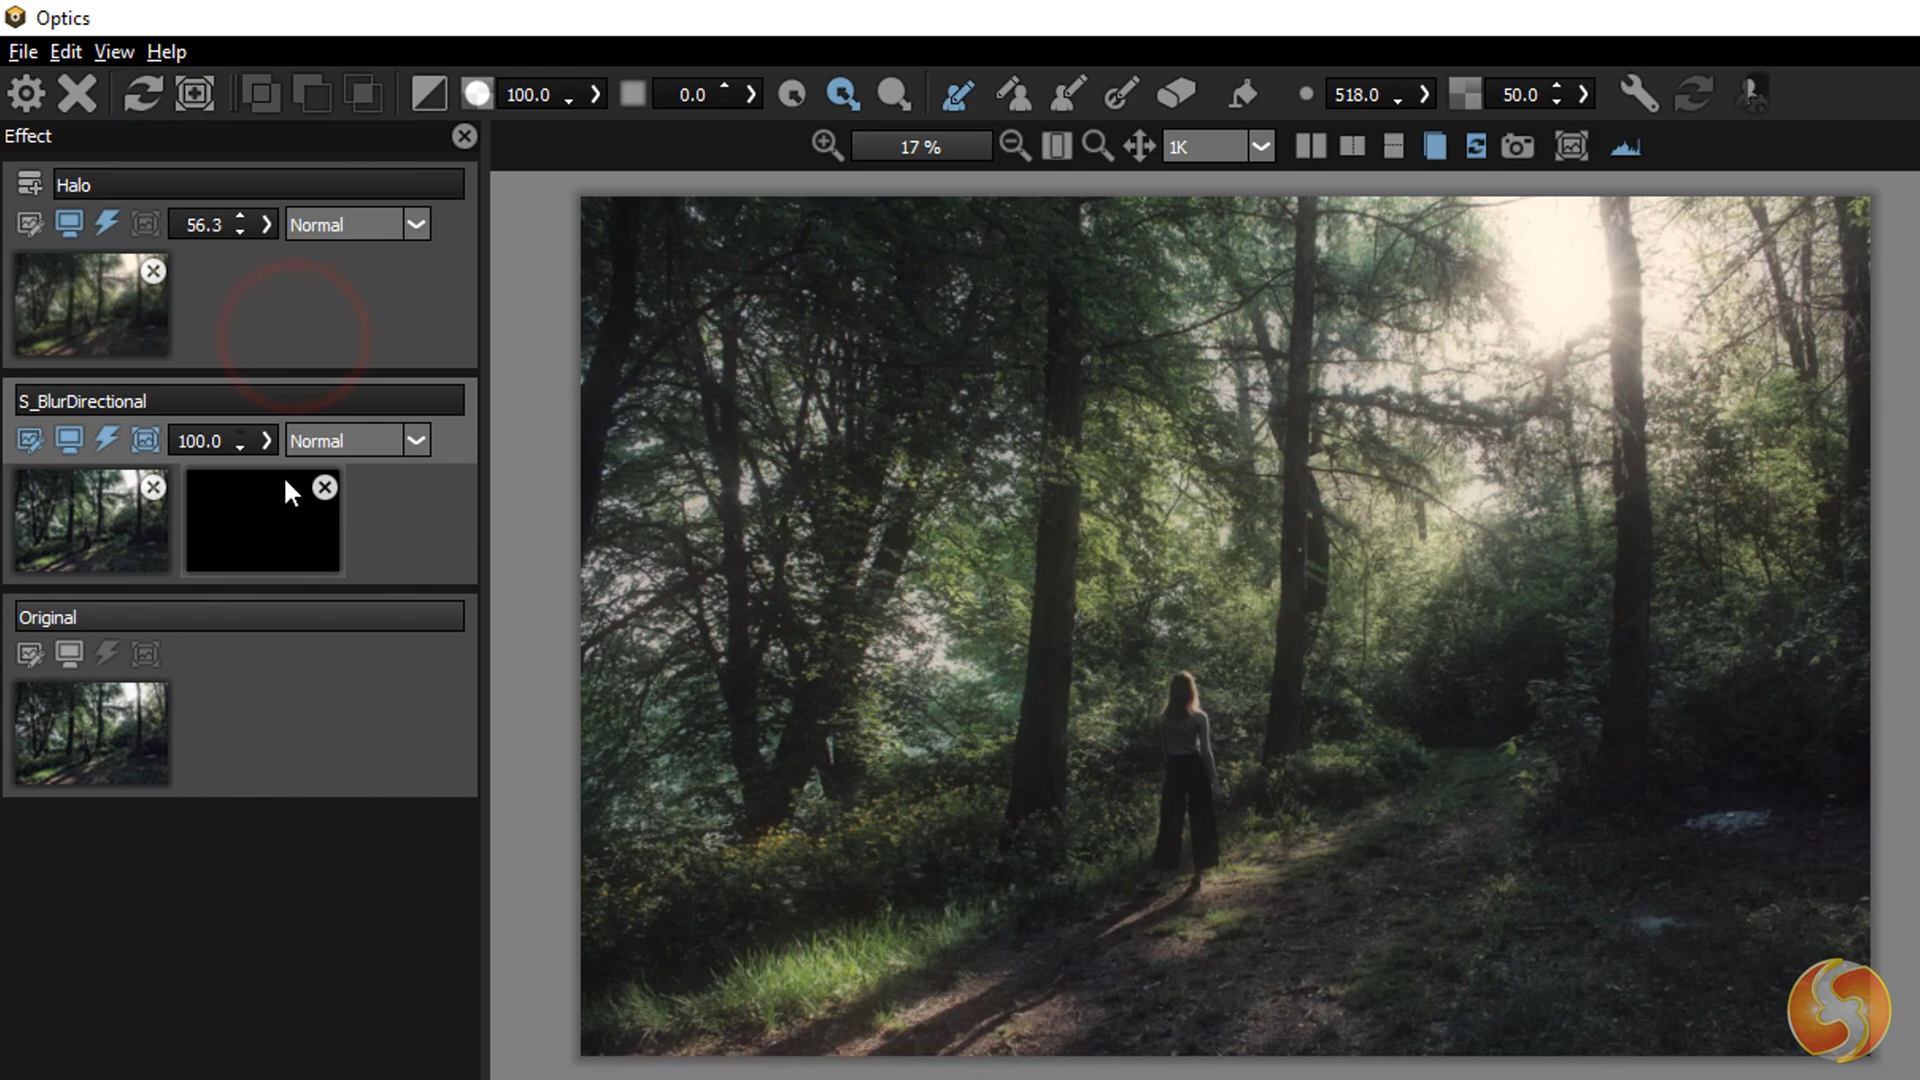 Optics
File Edit View Help
100.0 0.0 518.0 50.0
Effect
17 % 1K
Halo
56.3 Normal
S_BlurDirectional
100.0 Normal
Original